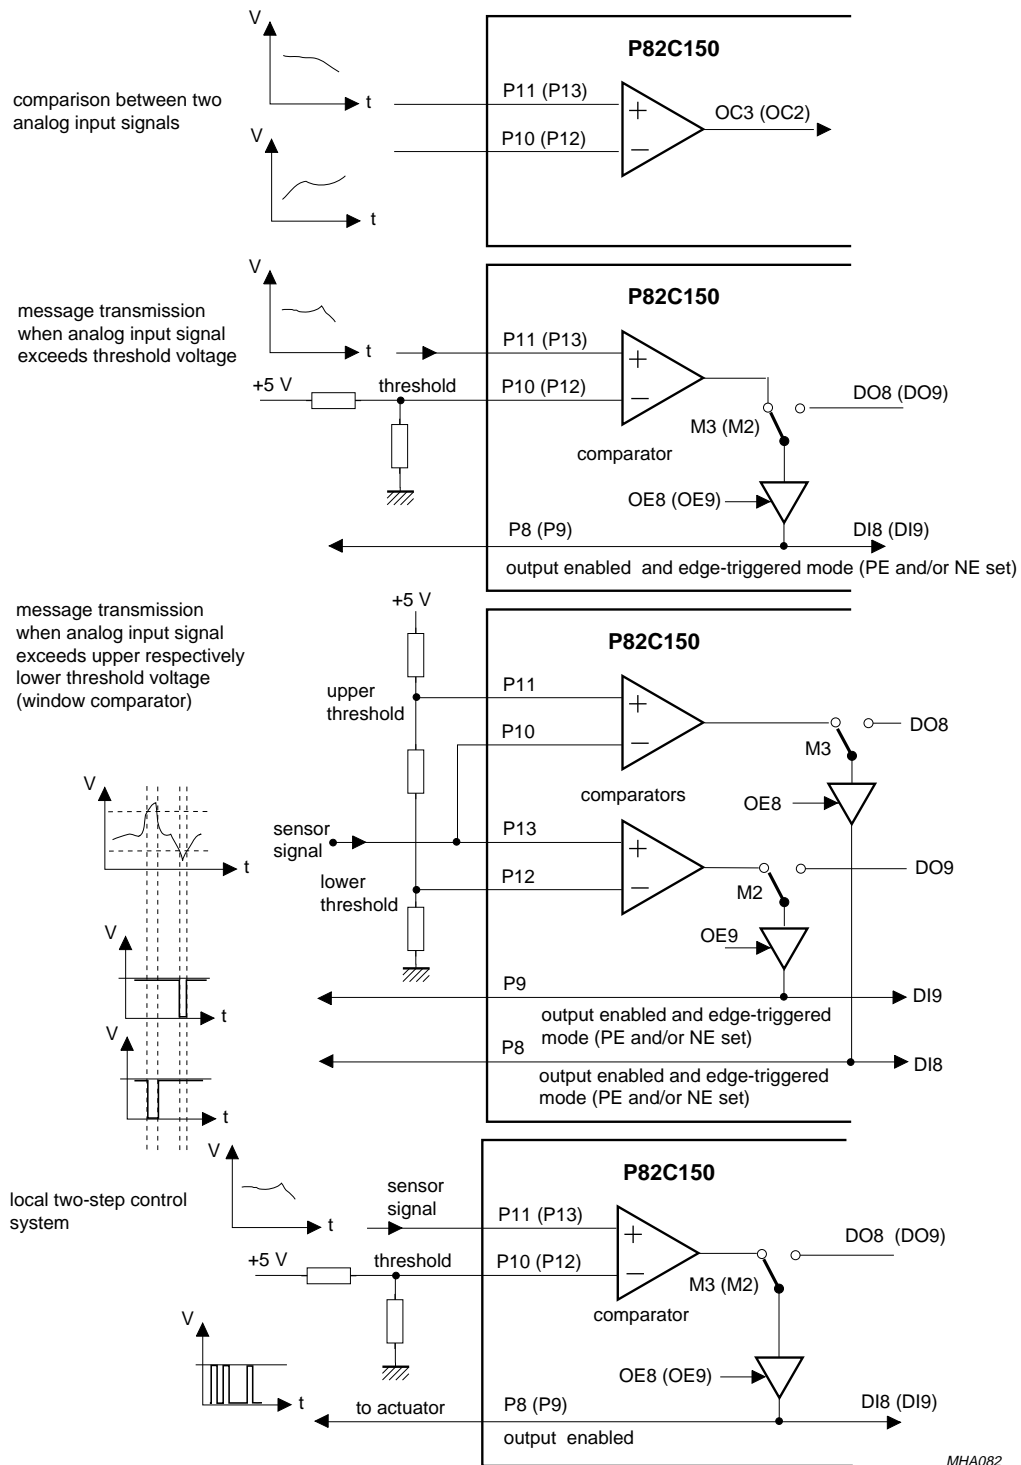 V
P82C150
t
P11 (P13)
+
OC3 (OC2)
comparison between two
analog input signals
V
P10 (P12)
−
t
V
P82C150
message transmission
when analog input signal
exceeds threshold voltage
t
P11 (P13)
+
+5 V
threshold
P10 (P12)
−
DO8 (DO9)
M3 (M2)
comparator
OE8 (OE9)
P8 (P9)
DI8 (DI9)
output enabled and edge-triggered mode (PE and/or NE set)
message transmission
when analog input signal
exceeds upper respectively
lower threshold voltage
(window comparator)
+5 V
P82C150
upper
threshold
P11
+
P10
−
DO8
M3
comparators
OE8
V
t
sensor
signal
P13
+
lower
threshold
P12
−
DO9
M2
OE9
V
t
P9
DI9
output enabled and edge-triggered
mode (PE and/or NE set)
V
t
P8
DI8
output enabled and edge-triggered
mode (PE and/or NE set)
V
P82C150
local two-step control
system
t
sensor
signal
P11 (P13)
+
DO8 (DO9)
+5 V
threshold
P10 (P12)
−
M3 (M2)
comparator
V
t
OE8 (OE9)
to actuator
P8 (P9)
DI8 (DI9)
output enabled
MHA082